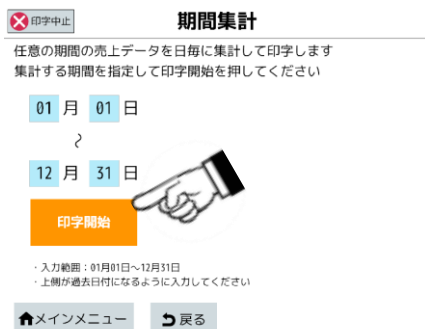 印字中止
期間集計
任意の期間の売上データを日毎に集計して印字します
集計する期間を指定して印字開始を押してください
01 月 01 日
～
12 月 31 日
印字開始
・入力範囲：01月01日～12月31日
・上側が過去日付になるように入力してください
メインメニュー 戻る